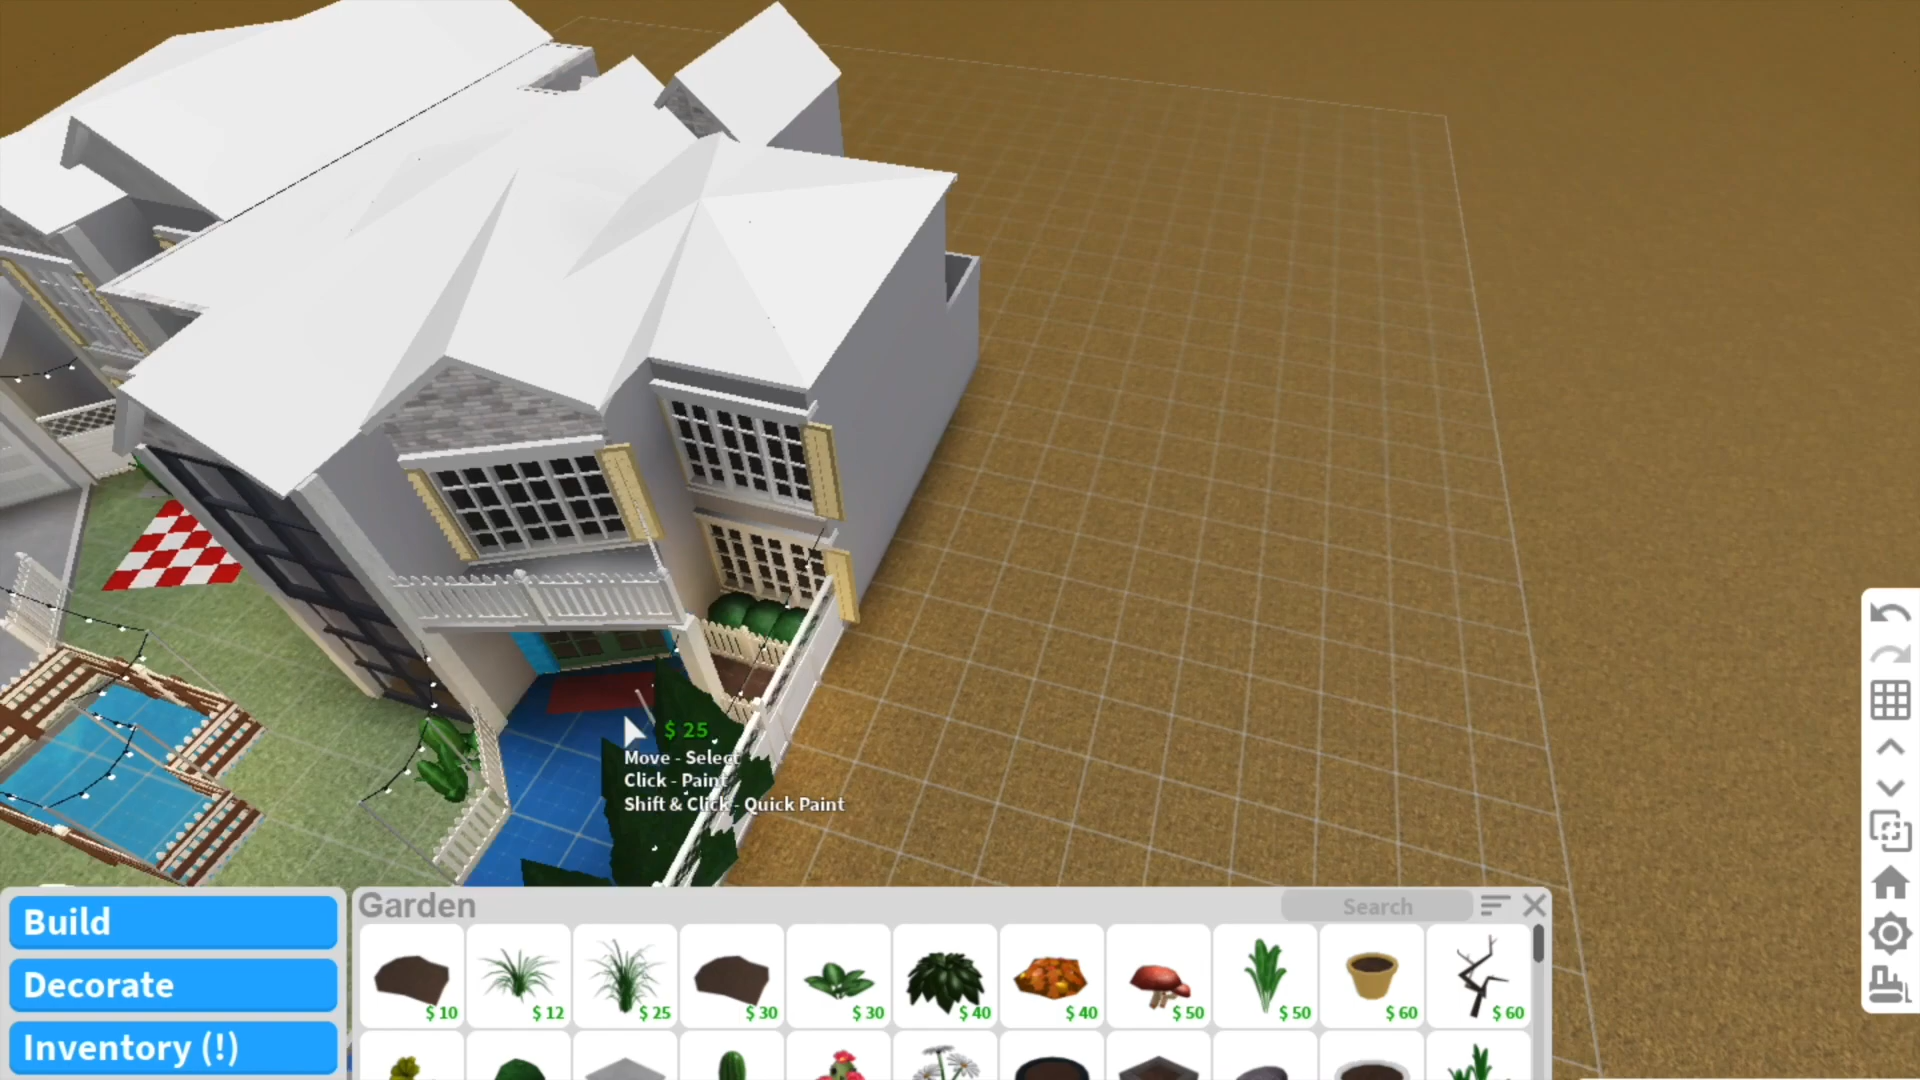 $ 25
Move - Select
Click - Paint
Shift & Click - Quick Paint
Build
Decorate
Inventory (!)
Garden
Search
$ 10
$ 12
$ 25
$ 30
$ 30
$ 40
$ 40
$ 50
$ 50
$ 60
$ 60